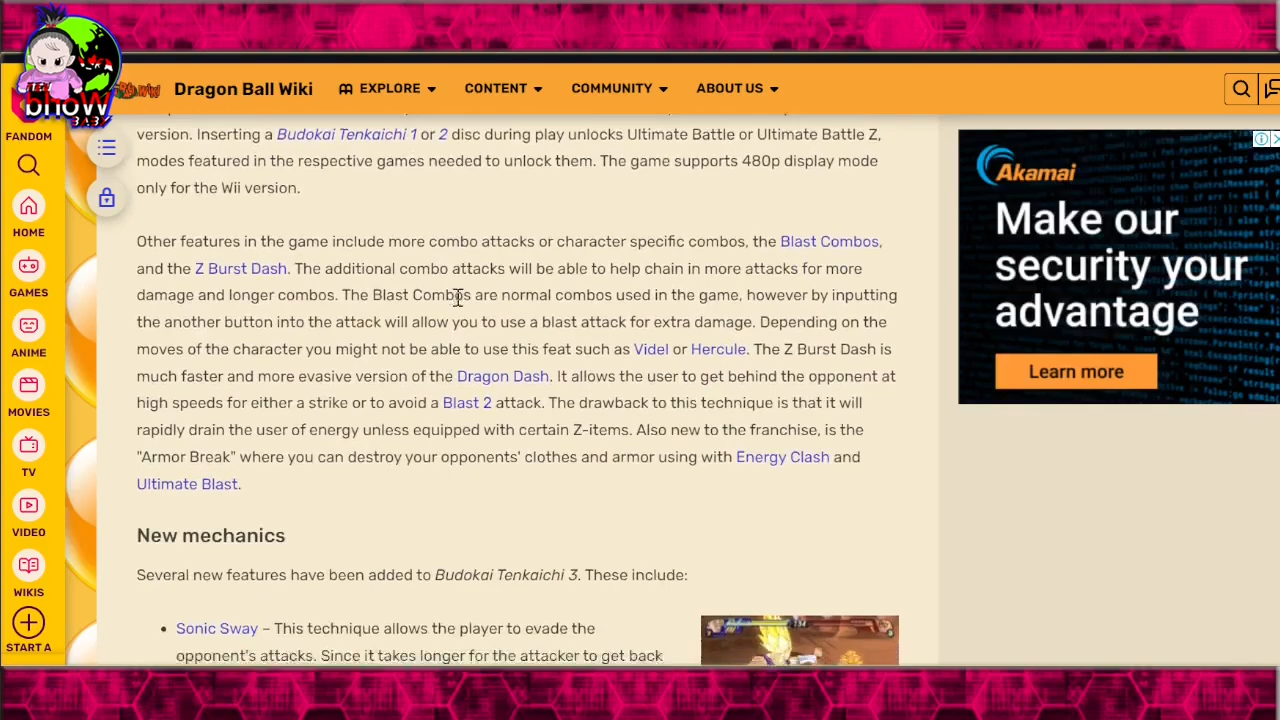 bhow
BABY
FANDOM
Dragon Ball Wiki
EXPLORE
CONTENT
COMMUNITY
ABOUT US
HOME
GAMES
ANIME
MOVIES
TV
VIDEO
WIKIS
START A
version. Inserting a Budokai Tenkaichi 1 or 2 disc during play unlocks Ultimate Battle or Ultimate Battle Z,
modes featured in the respective games needed to unlock them. The game supports 480p display mode
only for the Wii version.
Other features in the game include more combo attacks or character specific combos, the Blast Combos,
and the Z Burst Dash. The additional combo attacks will be able to help chain in more attacks for more
damage and longer combos. The Blast Combos are normal combos used in the game, however by inputting
the another button into the attack will allow you to use a blast attack for extra damage. Depending on the
moves of the character you might not be able to use this feat such as Videl or Hercule. The Z Burst Dash is
much faster and more evasive version of the Dragon Dash. It allows the user to get behind the opponent at
high speeds for either a strike or to avoid a Blast 2 attack. The drawback to this technique is that it will
rapidly drain the user of energy unless equipped with certain Z-items. Also new to the franchise, is the
"Armor Break" where you can destroy your opponents' clothes and armor using with Energy Clash and
Ultimate Blast.
New mechanics
Several new features have been added to Budokai Tenkaichi 3. These include:
• Sonic Sway – This technique allows the player to evade the
opponent's attacks. Since it takes longer for the attacker to get back
Akamai
Make our
security your
advantage
Learn more